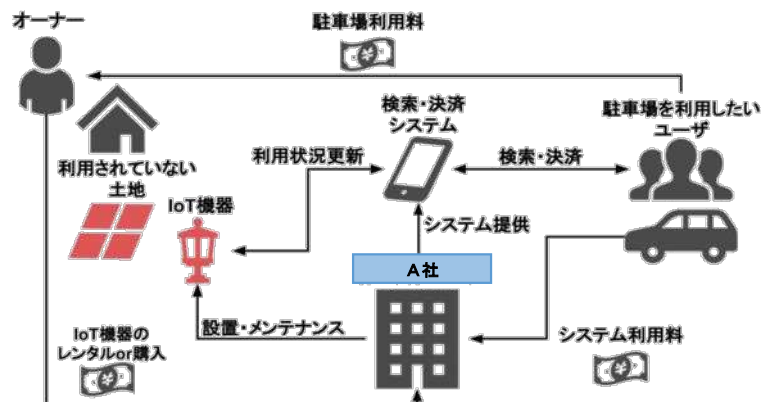 オーナー
駐車場利用料
検索・決済
システム
駐車場を利用したい
ユーザ
利用されていない
土地
利用状況更新
検索・決済
IoT機器
システム提供
A社
設置・メンテナンス
IoT機器の
レンタルor購入
システム利用料